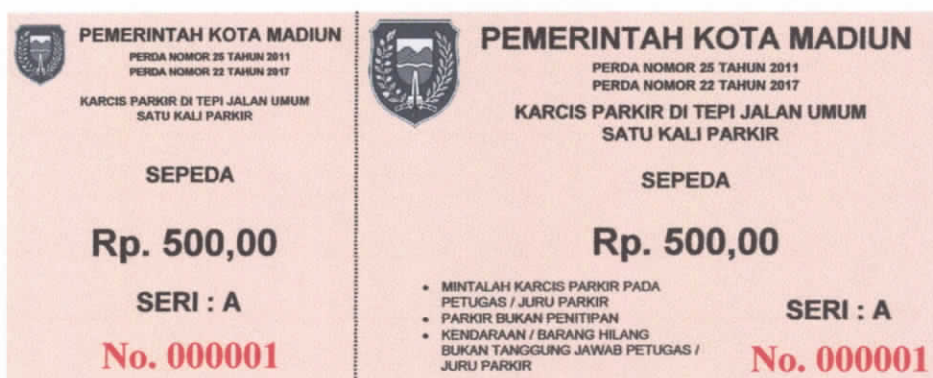 PEMERINTAH KOTA MADIUN
PERDA NOMOR 25 TAHUN 2011
PERDA NOMOR 22 TAHUN 2017
KARCIS PARKIR DI TEPI JALAN UMUM
SATU KALI PARKIR
SEPEDA
Rp. 500,00
SERI : A
No. 000001
PEMERINTAH KOTA MADIUN
PERDA NOMOR 25 TAHUN 2011
PERDA NOMOR 22 TAHUN 2017
KARCIS PARKIR DI TEPI JALAN UMUM
SATU KALI PARKIR
SEPEDA
Rp. 500,00
• MINTALAH KARCIS PARKIR PADA
PETUGAS / JURU PARKIR
• PARKIR BUKAN PENITIPAN
• KENDARAAN / BARANG HILANG
BUKAN TANGGUNG JAWAB PETUGAS /
JURU PARKIR
SERI : A
No. 000001